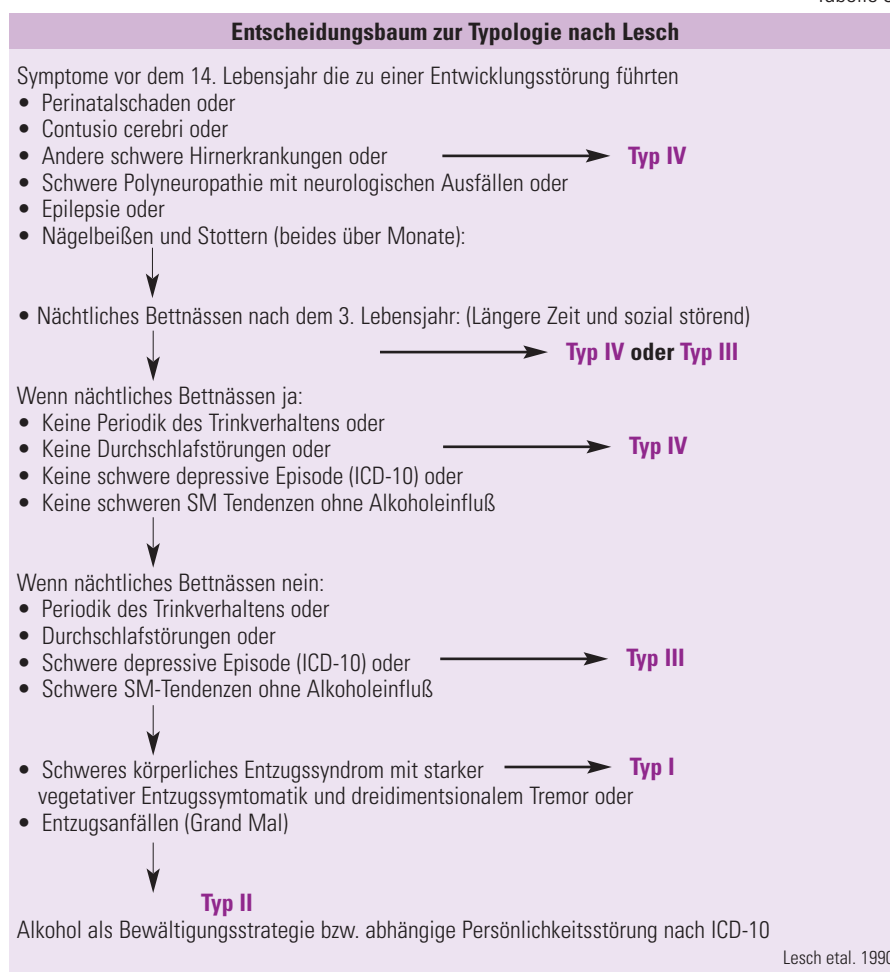 Tabelle
Entscheidungsbaum zur Typologie nach Lesch
Symptome vor dem 14. Lebensjahr die zu einer Entwicklungsstörung führten
• Perinatalschaden oder
• Contusio cerebri oder
• Andere schwere Hirnerkrankungen oder Typ IV
• Schwere Polyneuropathie mit neurologischen Ausfällen oder
• Epilepsie oder
• Nägelbeißen und Stottern (beides über Monate):
• Nächtliches Bettnässen nach dem 3. Lebensjahr: (Längere Zeit und sozial störend)
Typ IV oder Typ III
Wenn nächtliches Bettnässen ja:
• Keine Periodik des Trinkverhaltens oder
• Keine Durchschlafstörungen oder Typ IV
• Keine schwere depressive Episode (ICD-10) oder
• Keine schweren SM Tendenzen ohne Alkoholeinfluß
Wenn nächtliches Bettnässen nein:
• Periodik des Trinkverhaltens oder
• Durchschlafstörungen oder
• Schwere depressive Episode (ICD-10) oder Typ III
• Schwere SM-Tendenzen ohne Alkoholeinfluß
• Schweres körperliches Entzugssyndrom mit starker Typ I
vegetativer Entzugssymtomatik und dreidimentsionalem Tremor oder
• Entzugsanfällen (Grand Mal)
Typ II
Alkohol als Bewältigungsstrategie bzw. abhängige Persönlichkeitsstörung nach ICD-10
Lesch etal. 1990